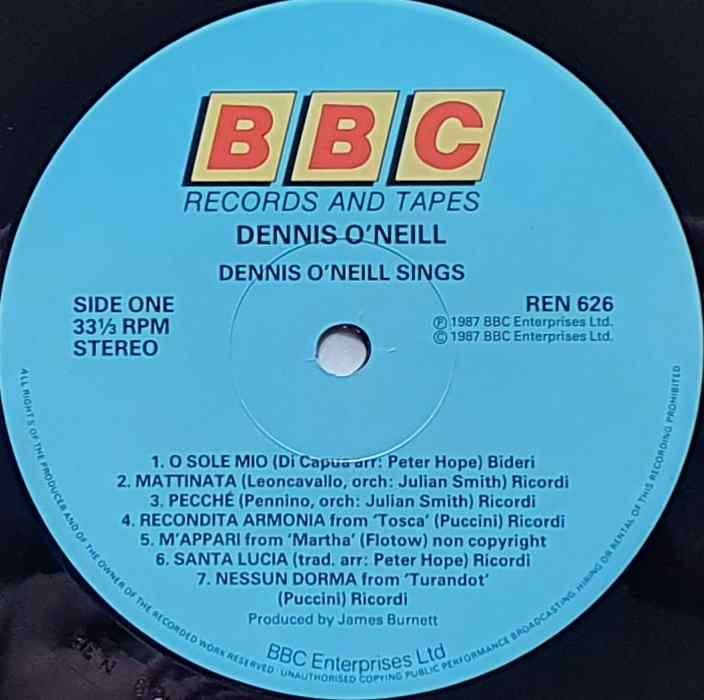 BBC
RECORDS AND TAPES
DENNIS O'NEILL
DENNIS O'NEILL SINGS
SIDE ONE
33⅓ RPM
STEREO
REN 626
Ⓟ 1987 BBC Enterprises Ltd.
© 1987 BBC Enterprises Ltd.
1. O SOLE MIO (Di Capua arr: Peter Hope) Bideri
2. MATTINATA (Leoncavallo, orch: Julian Smith) Ricordi
3. PECCHÉ (Pennino, orch: Julian Smith) Ricordi
4. RECONDITA ARMONIA from 'Tosca' (Puccini) Ricordi
5. M'APPARI from 'Martha' (Flotow) non copyright
6. SANTA LUCIA (trad. arr: Peter Hope) Ricordi
7. NESSUN DORMA from 'Turandot'
(Puccini) Ricordi
Produced by James Burnett
BBC Enterprises Ltd
ALL RIGHTS OF THE PRODUCER AND OF THE OWNER OF THE RECORDED WORK RESERVED · UNAUTHORISED COPYING PUBLIC PERFORMANCE BROADCASTING HIRING OR RENTAL OF THIS RECORDING PROHIBITED